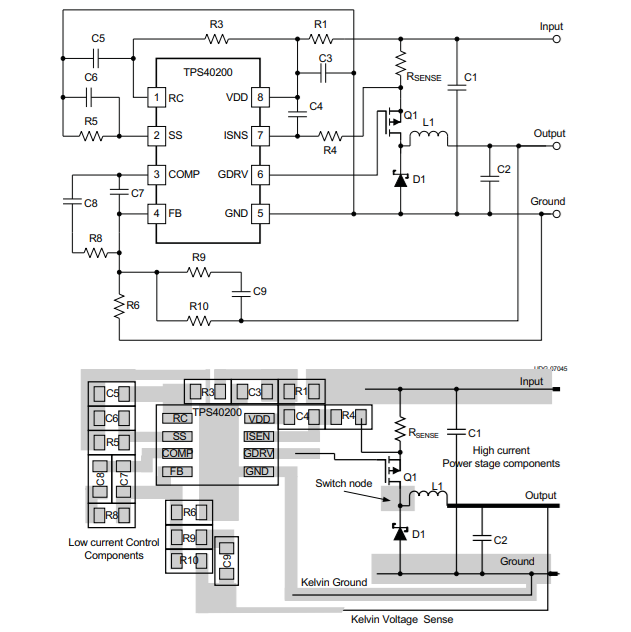 R3
R1
Input
C5
C3
TPS40200
RSENSE
C6
C1
1
RC
VDD
8
C4
Q1
L1
R5
2
SS
ISNS
7
Output
R4
3
COMP
GDRV
6
C7
C2
D1
C8
4
FB
GND
5
Ground
R8
R9
C9
R6
R10
UDG-07045
Input
C5
R3
C3
R1
TPS40200
C6
RC
VDD
C4
R4
RSENSE
C1
R5
SS
ISEN
High current
COMP
GDRV
Power stage components
C8
C7
FB
GND
Q1
Switch node
L1
Output
R8
R6
Low current Control
Components
R9
D1
C2
R10
C9
Ground
Kelvin Ground
Kelvin Voltage Sense